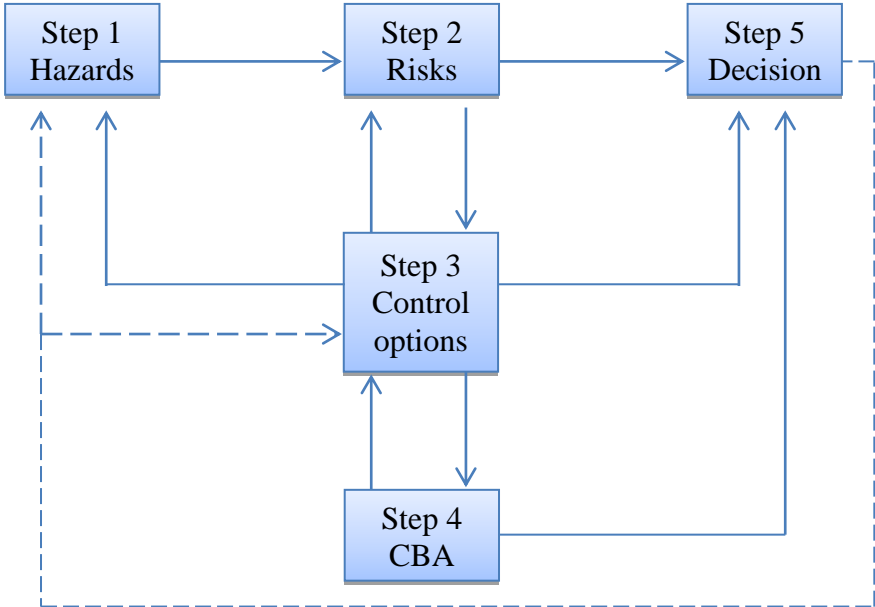 Step 1
Hazards
Step 2
Risks
Step 5
Decision
Step 3
Control
options
Step 4
CBA